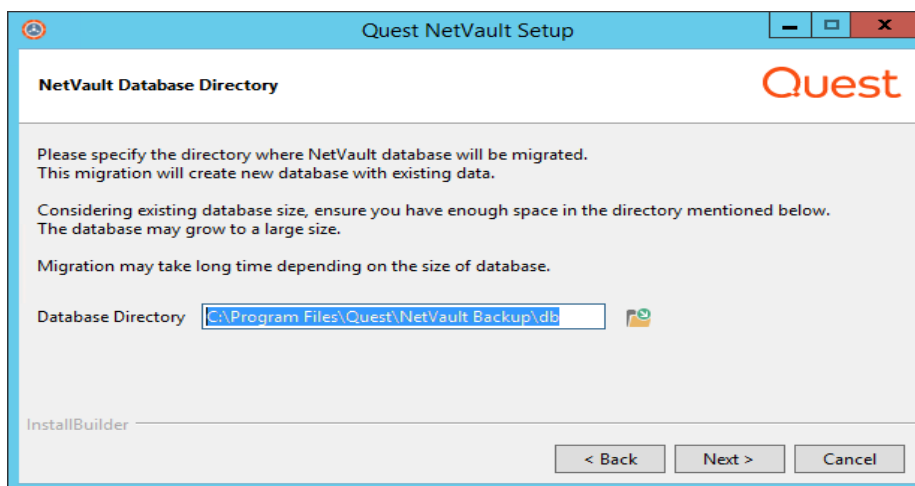 Quest NetVault Setup
NetVault Database Directory
Quest
Please specify the directory where NetVault database will be migrated.
This migration will create new database with existing data.
Considering existing database size, ensure you have enough space in the directory mentioned below.
The database may grow to a large size.
Migration may take long time depending on the size of database.
Database Directory C:\Program Files\Quest\NetVault Backup\db
InstallBuilder
< Back Next > Cancel